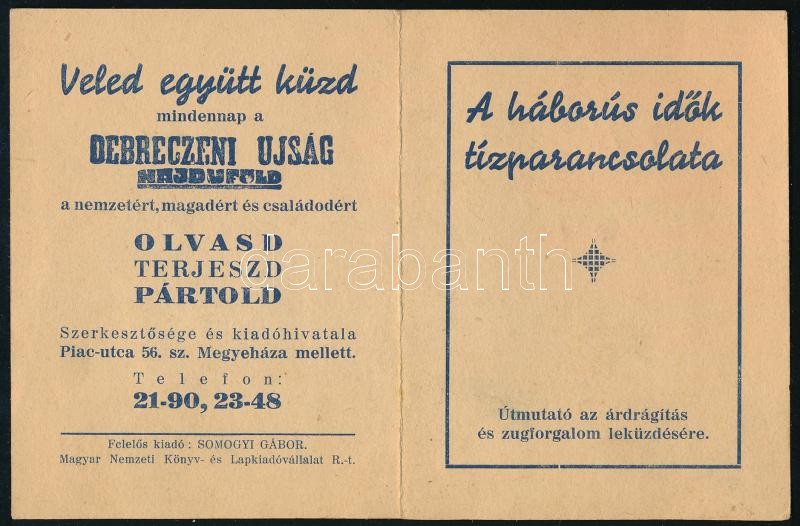 Veled együtt küzd
mindennap a
DEBRECZENI UJSÁG
HAJDUFÖLD
a nemzetért, magadért és családodért
OLVASD
TERJESZD
PÁRTOLD
Szerkesztősége és kiadóhivatala
Piac-utca 56. sz. Megyeháza mellett.
Telefon:
21-90, 23-48
Felelős kiadó: SOMOGYI GÁBOR.
Magyar Nemzeti Könyv- és Lapkiadóvállalat R.-t.
A háborús idők
tízparancsolata
Útmutató az árdrágítás
és zugforgalom leküzdésére.
darabanth